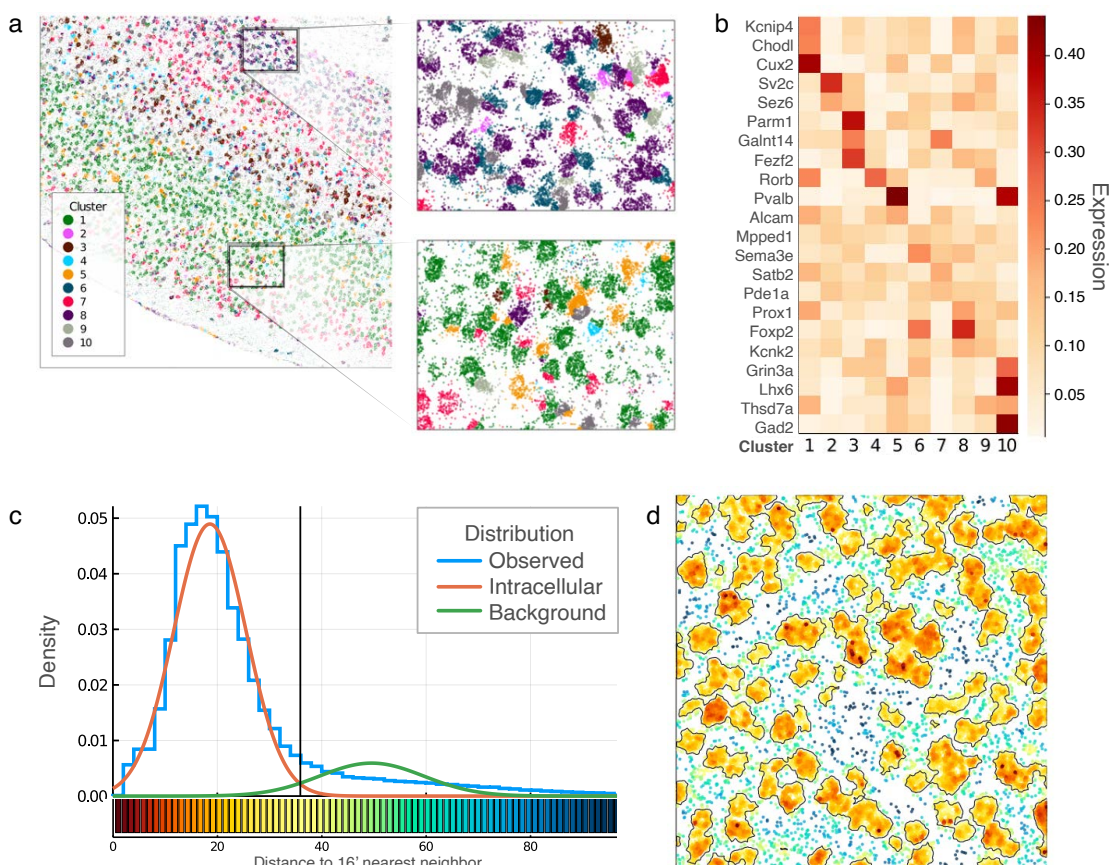 a
Cluster
1
2
3
4
5
6
7
8
9
10
b
Kcnip4
Chodl
Cux2
Sv2c
Sez6
Parm1
Galnt14
Fezf2
Rorb
Pvalb
Alcam
Mpped1
Sema3e
Satb2
Pde1a
Prox1
Foxp2
Kcnk2
Grin3a
Lhx6
Thsd7a
Gad2
Cluster 1 2 3 4 5 6 7 8 9 10
0.40
0.35
0.30
0.25
0.20
0.15
0.10
0.05
Expression
c
Density
0.05
0.04
0.03
0.02
0.01
0.00
Distribution
Observed
Intracellular
Background
0 20 40 60 80
Distance to 16' nearest neighbor
d